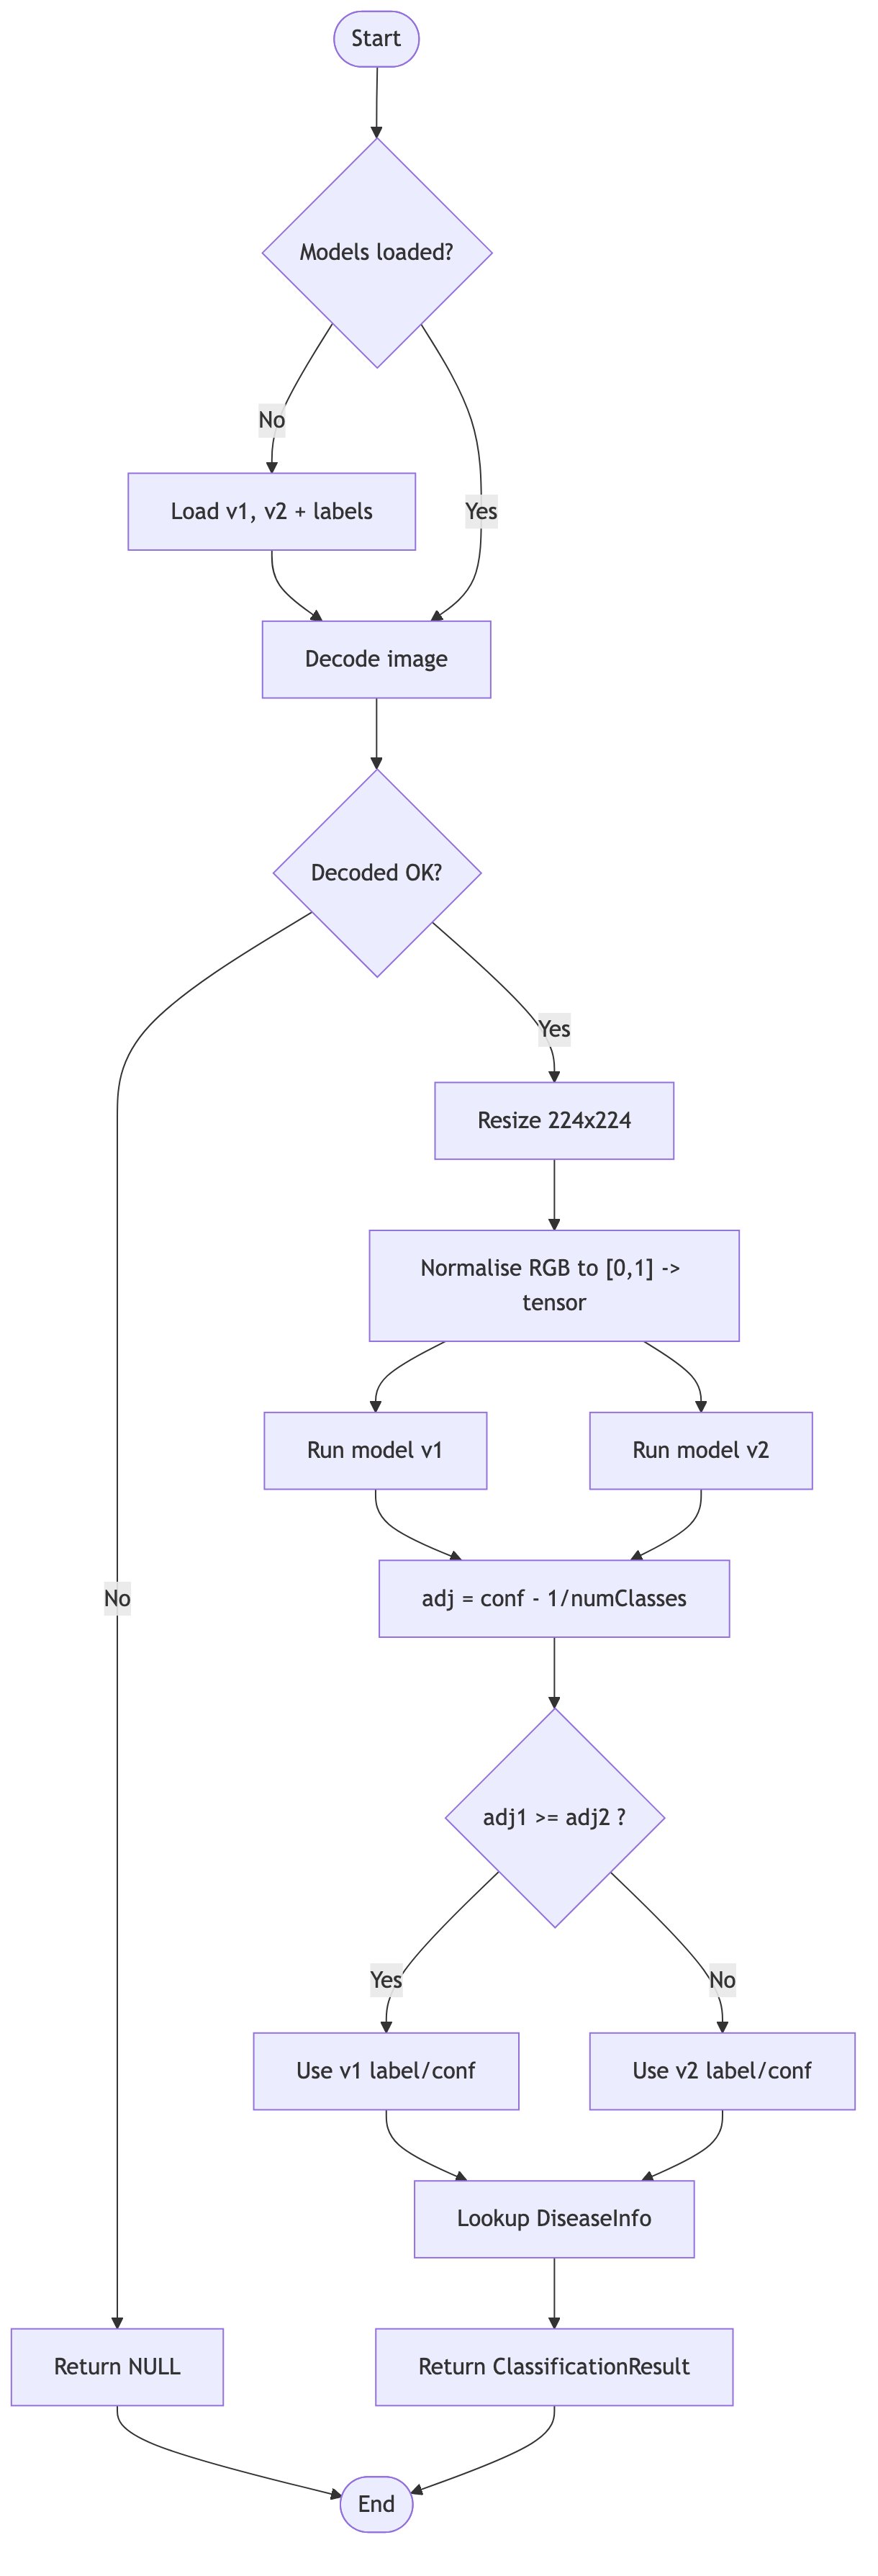 Start
Models loaded?
No
Yes
Load v1, v2 + labels
Decode image
Decoded OK?
Yes
Resize 224x224
Normalise RGB to [0,1] ->
tensor
Run model v1
Run model v2
No
adj = conf - 1/numClasses
adj1 >= adj2 ?
Yes
No
Use v1 label/conf
Use v2 label/conf
Lookup DiseaseInfo
Return NULL
Return ClassificationResult
End